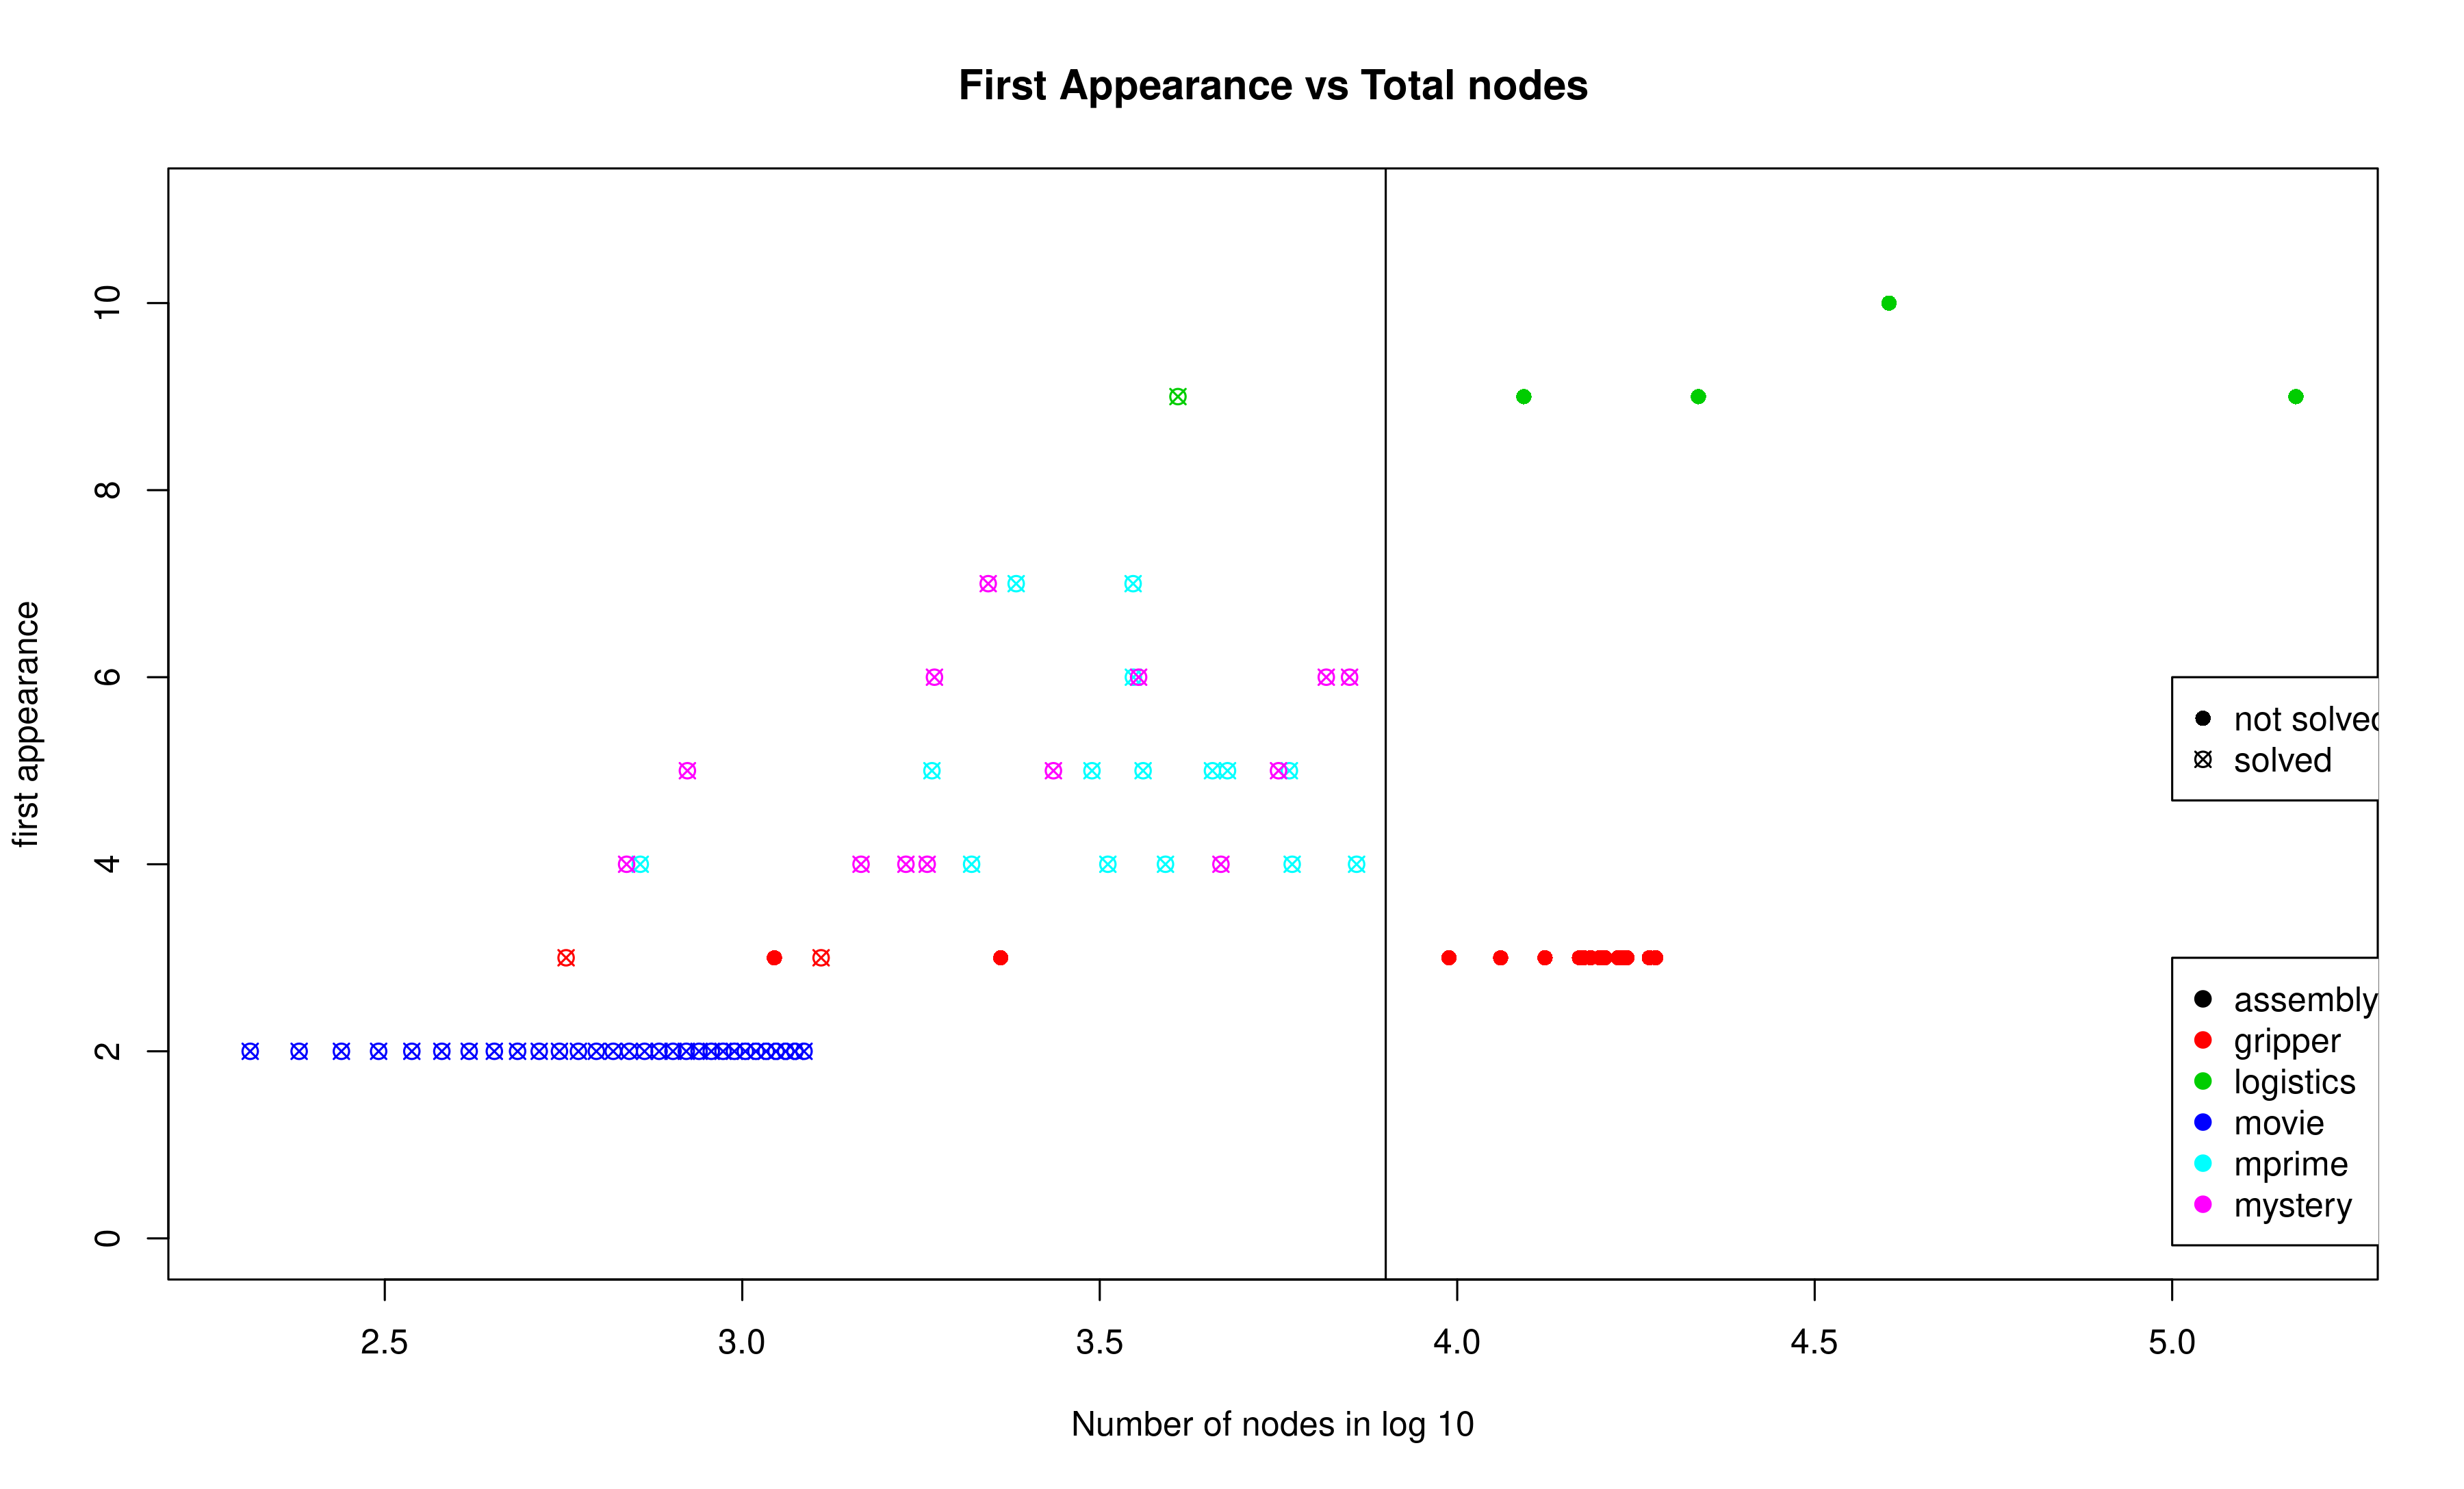 First Appearance vs Total nodes
first appearance
10
8
6
4
2
0
not solved
solved
assembly
gripper
logistics
movie
mprime
mystery
2.5 3.0 3.5 4.0 4.5 5.0
Number of nodes in log 10